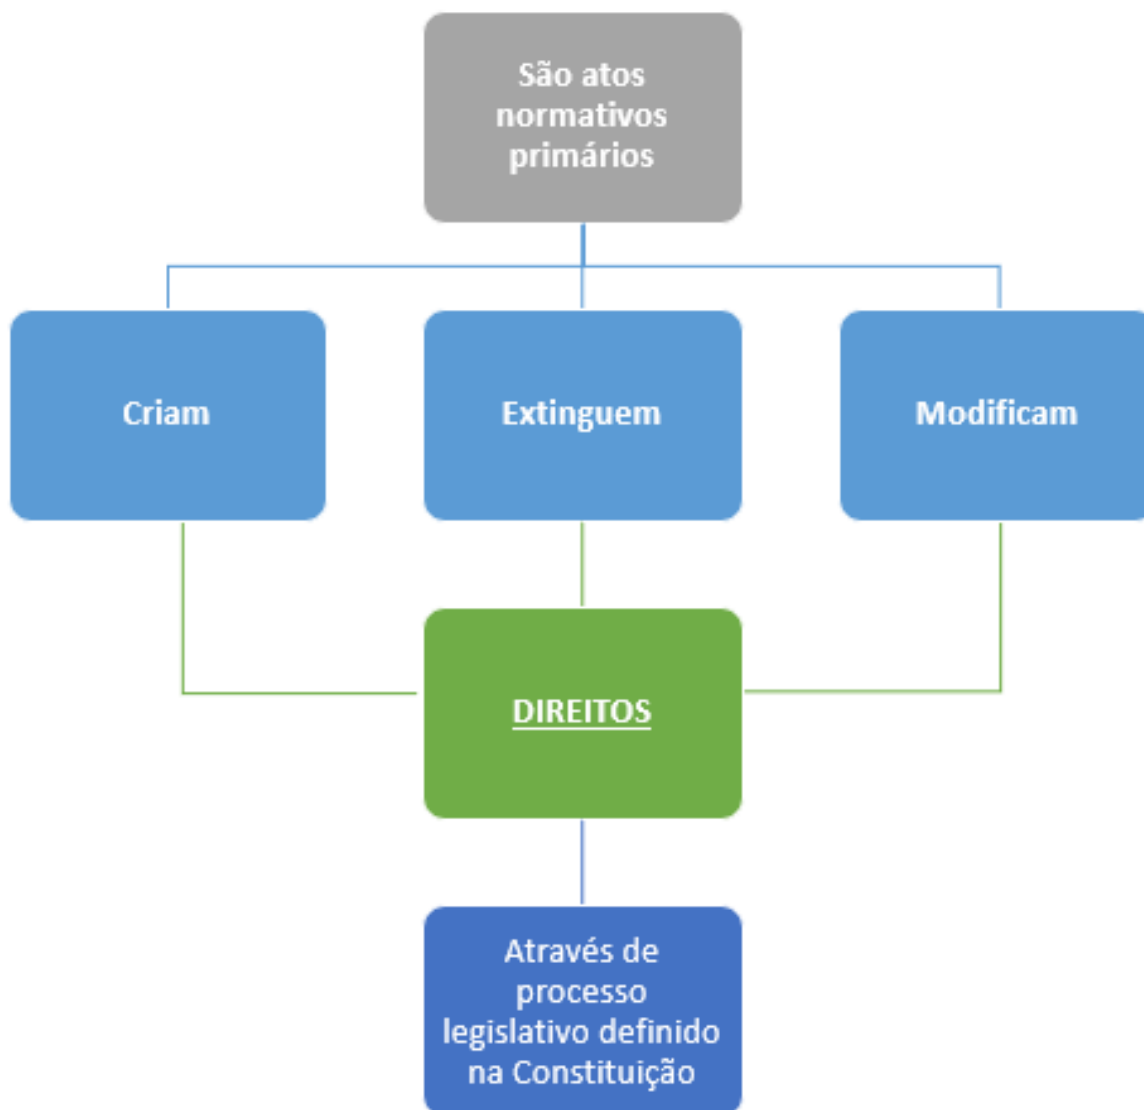 São atos
normativos
primários
Criam
Extinguem
Modificam
DIREITOS
Através de
processo
legislativo definido
na Constituição